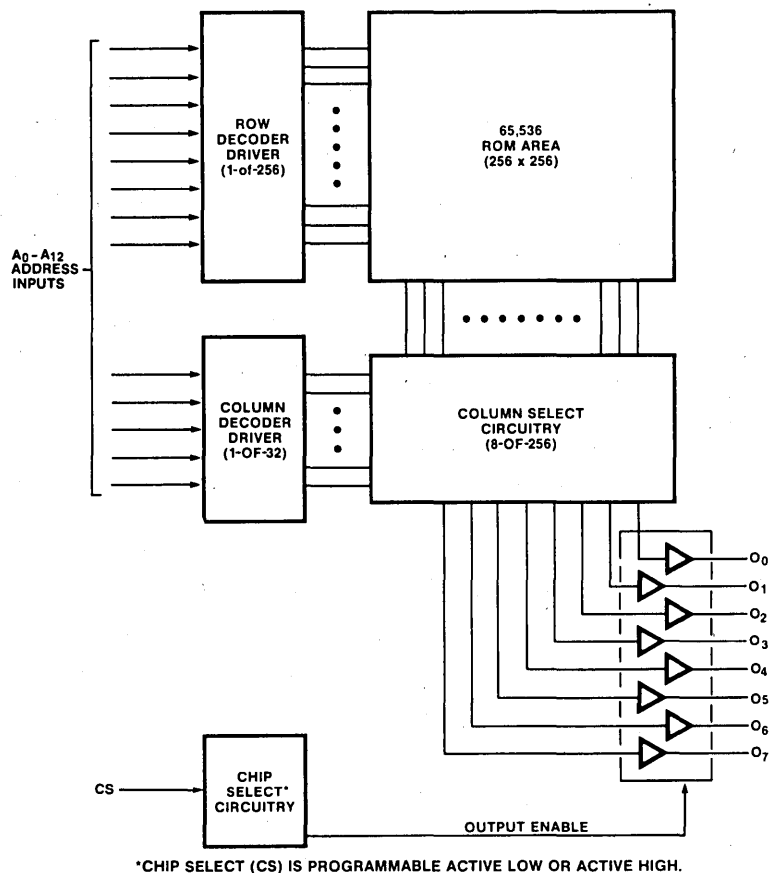 ROW
DECODER
DRIVER
(1-of-256)
65,536
ROM AREA
(256 x 256)
A0-A12
ADDRESS
INPUTS
COLUMN
DECODER
DRIVER
(1-OF-32)
COLUMN SELECT
CIRCUITRY
(8-OF-256)
O0
O1
O2
O3
O4
O5
O6
O7
CS
CHIP
SELECT*
CIRCUITRY
OUTPUT ENABLE
*CHIP SELECT (CS) IS PROGRAMMABLE ACTIVE LOW OR ACTIVE HIGH.